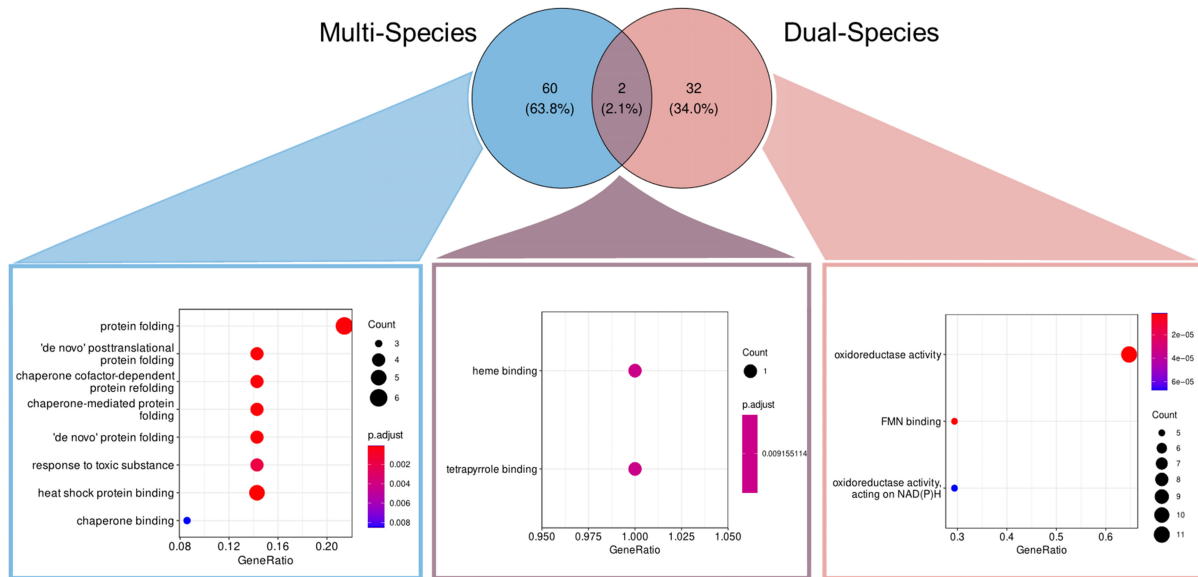 Multi-Species
Dual-Species
60
(63.8%)
2
(2.1%)
32
(34.0%)
protein folding
'de novo' posttranslational
protein folding
chaperone cofactor-dependent
protein refolding
chaperone-mediated protein
folding
'de novo' protein folding
response to toxic substance
heat shock protein binding
chaperone binding
0.08
0.12
0.16
0.20
GeneRatio
Count
3
4
5
6
p.adjust
0.002
0.004
0.006
0.008
heme binding
tetrapyrrole binding
0.950
0.975
1.000
1.025
1.050
GeneRatio
Count
1
p.adjust
0.009155114
oxidoreductase activity
FMN binding
oxidoreductase activity,
acting on NAD(P)H
0.3
0.4
0.5
0.6
GeneRatio
2e-05
4e-05
6e-05
Count
5
6
7
8
9
10
11